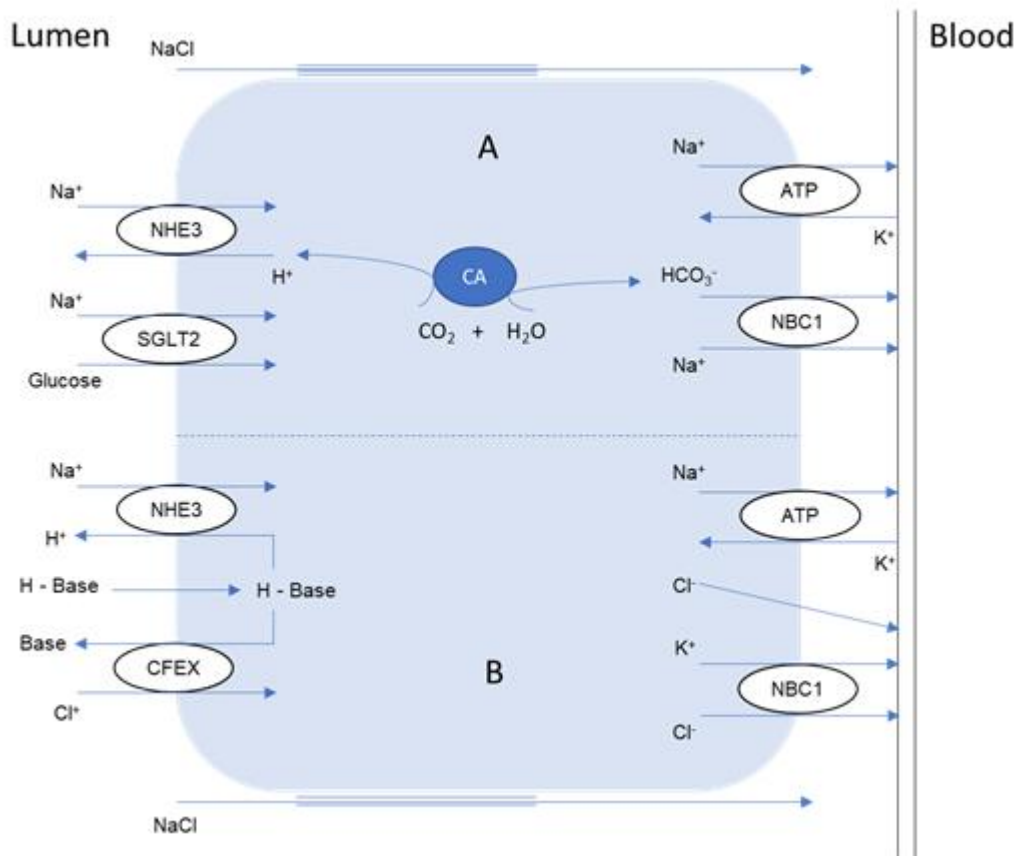 Lumen
Blood
NaCl
A
Na⁺
ATP
K⁺
Na⁺
NHE3
H⁺
CA
HCO₃⁻
CO₂ + H₂O
Na⁺
SGLT2
Glucose
NBC1
Na⁺
Na⁺
NHE3
H⁺
H - Base
H - Base
Base
CFEX
Cl⁺
B
Na⁺
ATP
K⁺
Cl⁻
K⁺
NBC1
Cl⁻
NaCl